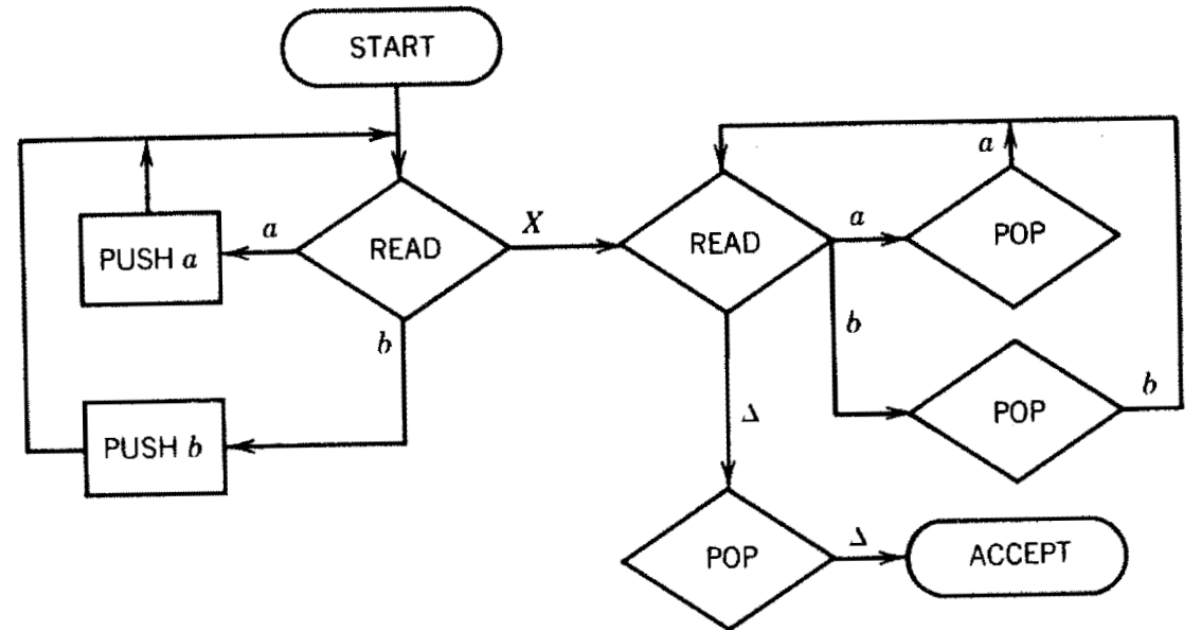 START
a
READ
X
READ
a
POP
a
PUSH a
b
b
POP
b
PUSH b
Δ
POP
Δ
ACCEPT